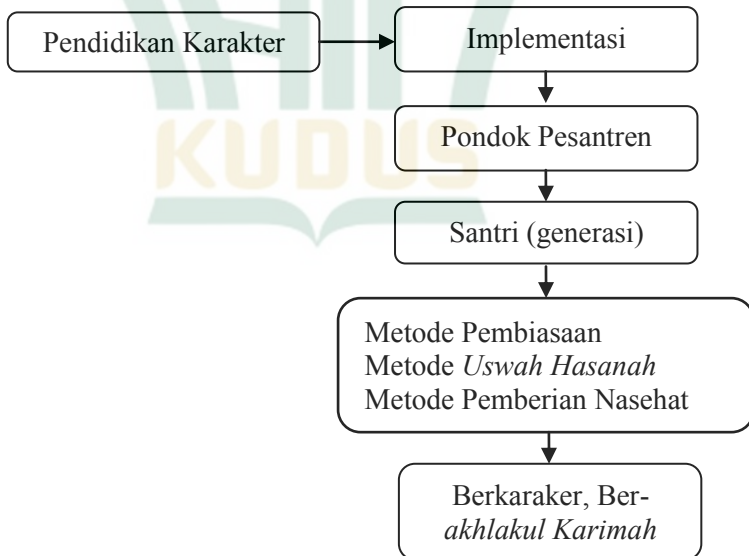 Pendidikan Karakter
Implementasi
Pondok Pesantren
KUDUS
Santri (generasi)
Metode Pembiasaan
Metode Uswah Hasanah
Metode Pemberian Nasehat
Berkaraker, Ber-
akhlakul Karimah